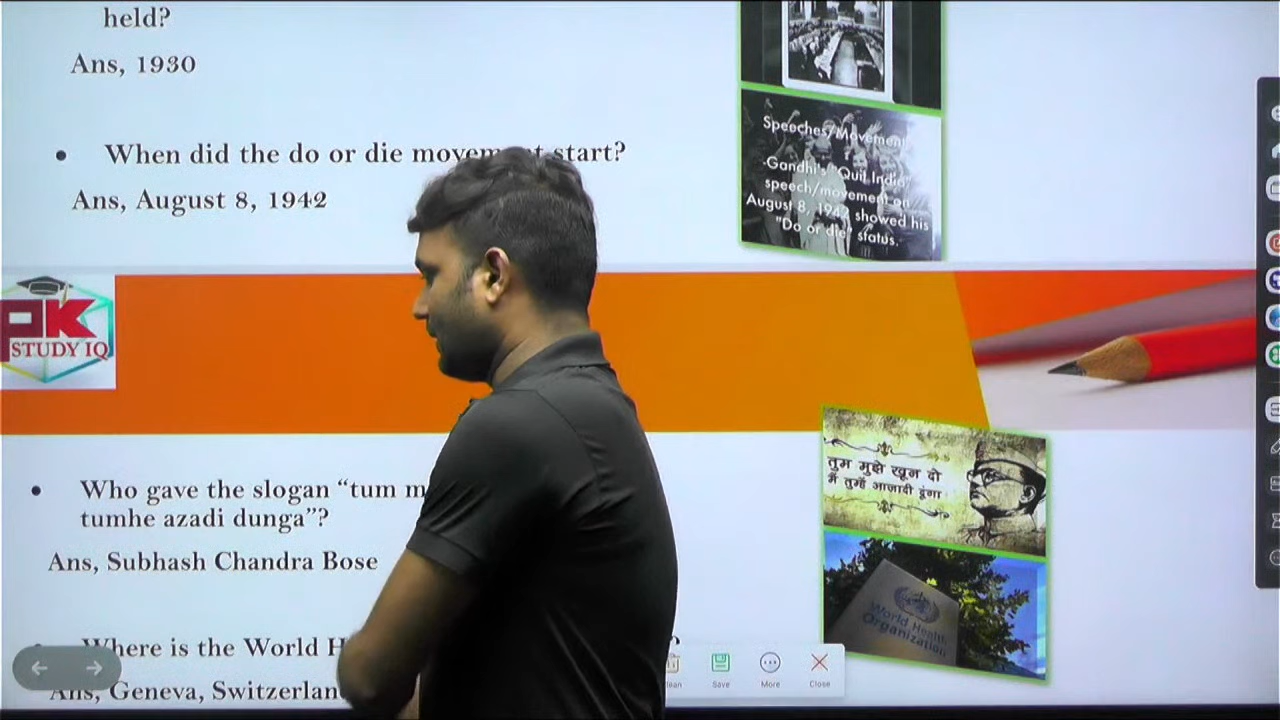 held?
Ans, 1930
• When did the do or die movement start?
Ans, August 8, 1942
Speeches/Movement
Gandhi's "Quit India"
speech/movement on
August 8, 1942 showed his
"Do or die" status.
PK
STUDY IQ
• Who gave the slogan “tum m
tumhe azadi dunga”?
Ans, Subhash Chandra Bose
तुम मुझे खून दो
मैं तुम्हें आज़ादी दूंगा
World Health
Organization
• Where is the World H
Ans, Geneva, Switzerlan
Save
More
Close